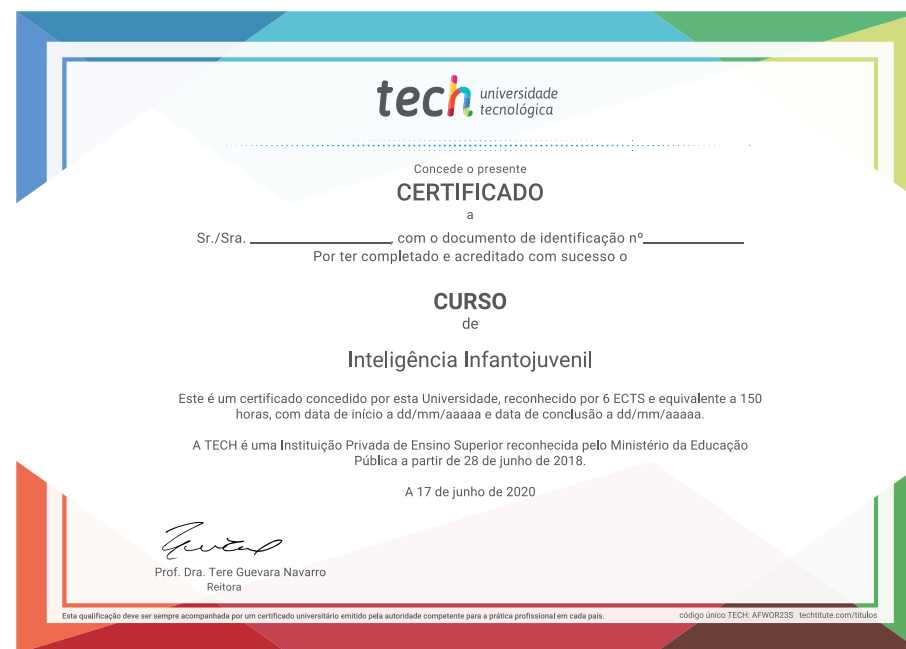 tech universidade
tecnológica
Concede o presente
CERTIFICADO
a
Sr./Sra. ____________________, com o documento de identificação nº______________
Por ter completado e acreditado com sucesso o
CURSO
de
Inteligência Infantojuvenil
Este é um certificado concedido por esta Universidade, reconhecido por 6 ECTS e equivalente a 150
horas, com data de início a dd/mm/aaaaa e data de conclusão a dd/mm/aaaaa.
A TECH é uma Instituição Privada de Ensino Superior reconhecida pelo Ministério da Educação
Pública a partir de 28 de junho de 2018.
A 17 de junho de 2020
Prof. Dra. Tere Guevara Navarro
Reitora
Esta qualificação deve ser sempre acompanhada por um certificado universitário emitido pela autoridade competente para a prática profissional em cada país. código único TECH: AFWOR23S techtitute.com/titulos